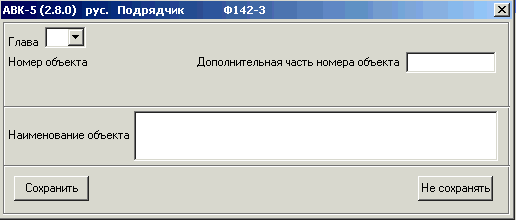 АВК-5 (2.8.0) рус. Подрядчик Ф142-3
Глава
Номер объекта Дополнительная часть номера объекта
Наименование объекта
Сохранить Не сохранять